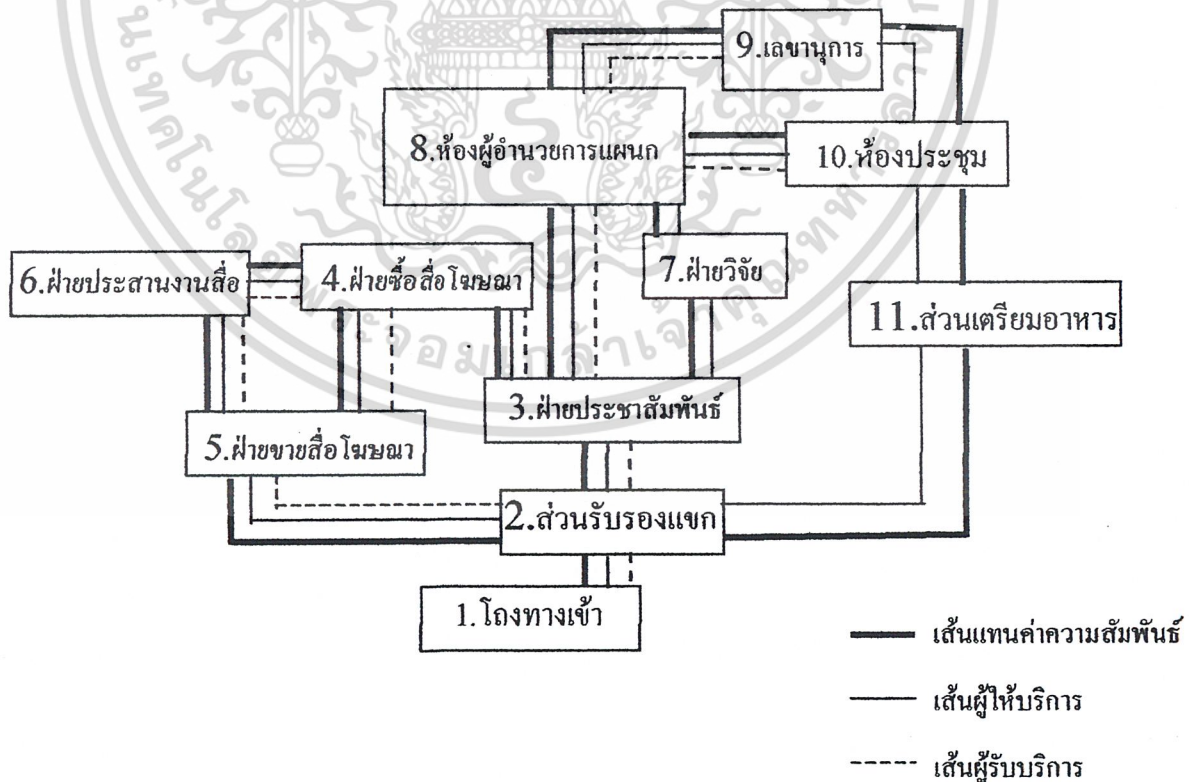 9.เลขานุการ
8.ห้องผู้อำนวยการแผนก
10.ห้องประชุม
6.ฝ่ายประสานงานสื่อ
4.ฝ่ายซื้อสื่อโฆษณา
7.ฝ่ายวิจัย
11.ส่วนเตรียมอาหาร
3.ฝ่ายประชาสัมพันธ์
5.ฝ่ายขายสื่อโฆษณา
2.ส่วนรับรองแขก
1.โถงทางเข้า
เส้นแทนค่าความสัมพันธ์
เส้นผู้ให้บริการ
เส้นผู้รับบริการ